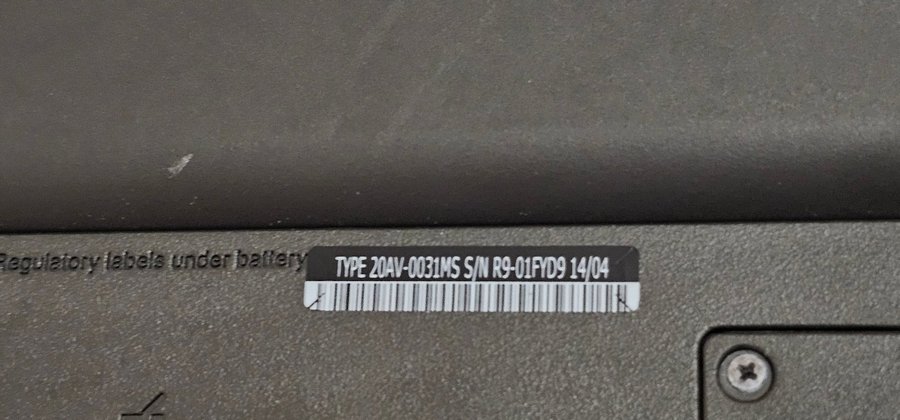 Regulatory labels under battery
TYPE 20AV-0031MS S/N R9-01FYD9 14/04